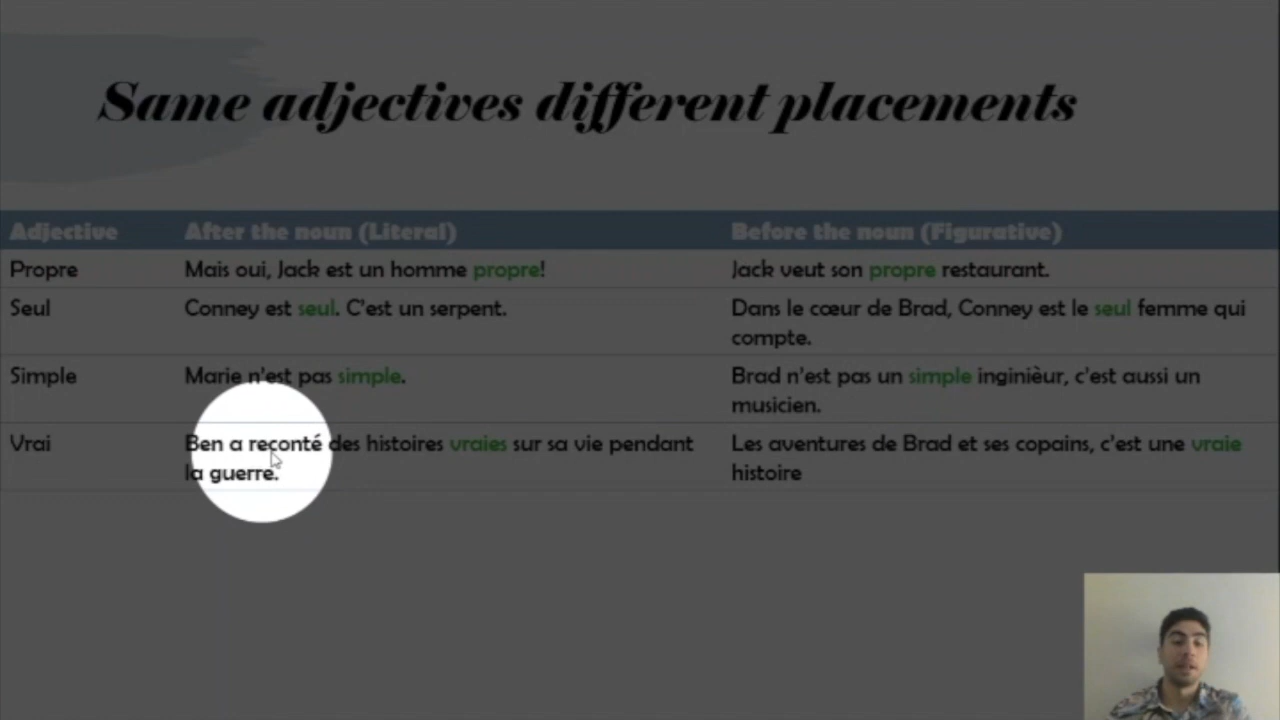 Same adjectives different placements
Adjective After the noun (Literal) Before the noun (Figurative)
Propre Mais oui, Jack est un homme propre! Jack veut son propre restaurant.
Seul Conney est seul. C'est un serpent. Dans le cœur de Brad, Conney est le seul femme qui
compte.
Simple Marie n'est pas simple. Brad n'est pas un simple inginièur, c'est aussi un
musicien.
Vrai Ben a reconté des histoires vraies sur sa vie pendant Les aventures de Brad et ses copains, c'est une vraie
la guerre. histoire